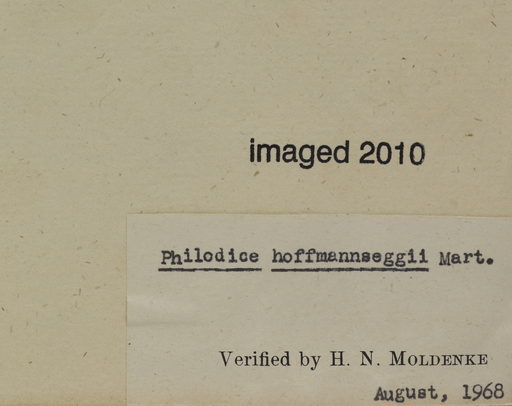 imaged 2010
Philodice hoffmannseggii Mart.
Verified by H. N. MOLDENKE
August, 1968